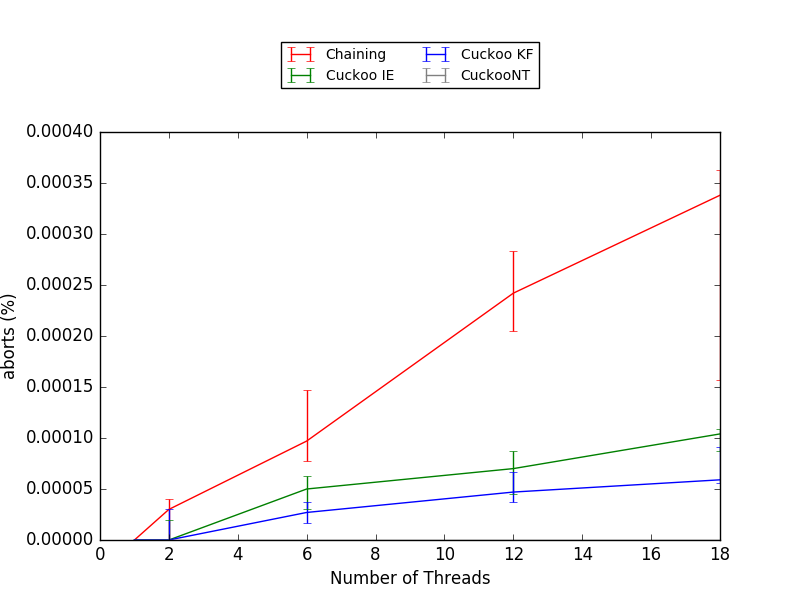 Chaining
Cuckoo KF
Cuckoo IE
CuckooNT
0.00040
0.00035
0.00030
0.00025
0.00020
0.00015
0.00010
0.00005
0.00000
aborts (%)
0 2 4 6 8 10 12 14 16 18
Number of Threads